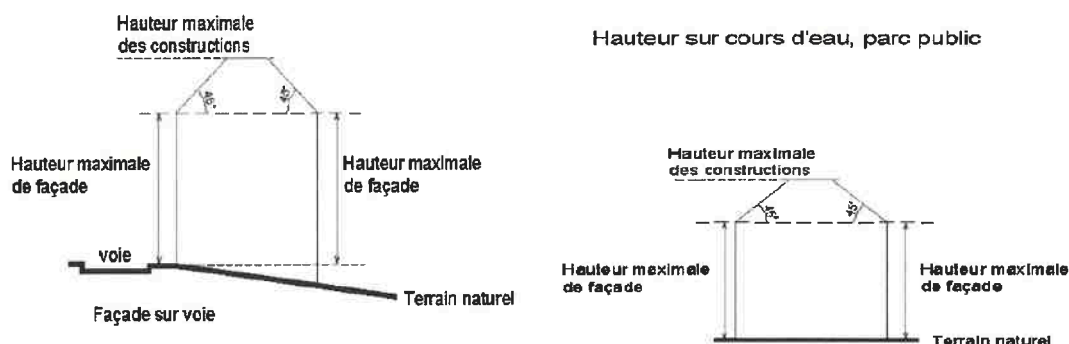 Hauteur maximale
des constructions
45°
45°
Hauteur maximale
de façade
Hauteur maximale
de façade
voie
Terrain naturel
Façade sur voie
Hauteur sur cours d'eau, parc public
Hauteur maximale
des constructions
45°
45°
Hauteur maximale
de façade
Hauteur maximale
de façade
Terrain naturel